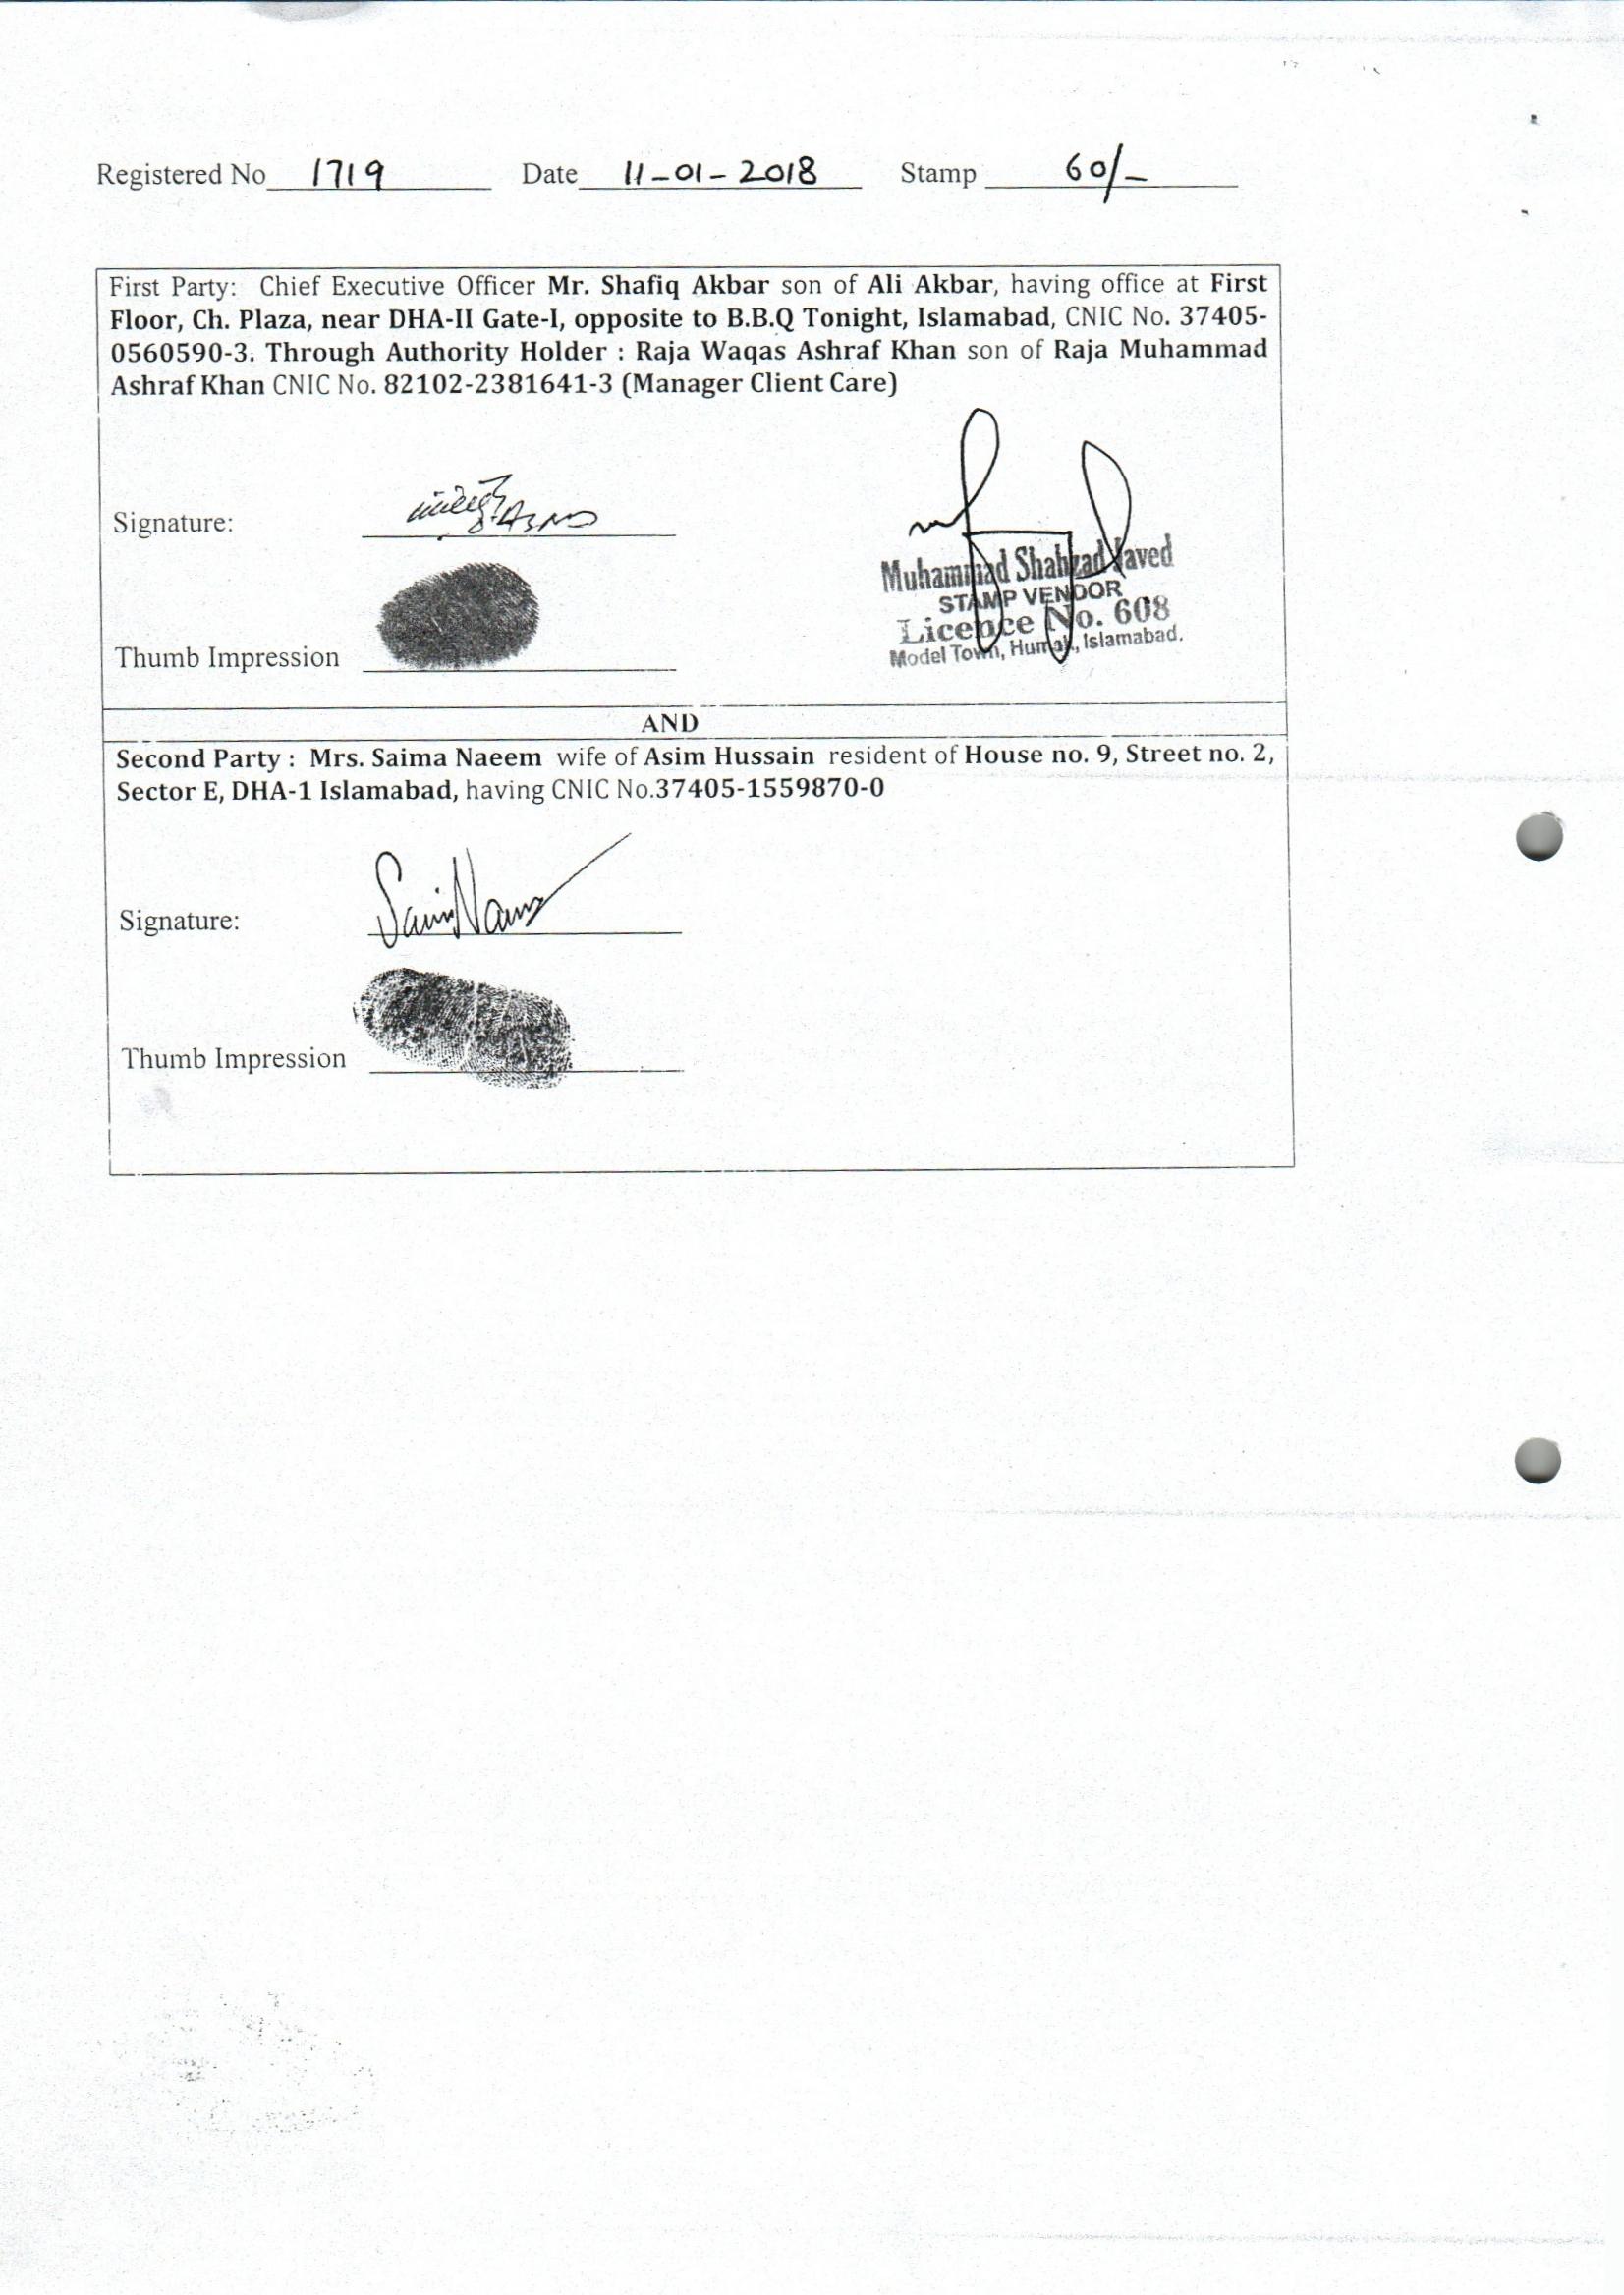 Registered No 1719 Date 11-01-2018 Stamp 60/-
First Party: Chief Executive Officer Mr. Shafiq Akbar son of Ali Akbar, having office at First
Floor, Ch. Plaza, near DHA-II Gate-I, opposite to B.B.Q Tonight, Islamabad, CNIC No. 37405-
0560590-3. Through Authority Holder : Raja Waqas Ashraf Khan son of Raja Muhammad
Ashraf Khan CNIC No. 82102-2381641-3 (Manager Client Care)
Signature:
Muhammad Shahzad Javed
STAMP VENDOR
Licence No. 608
Model Town, Humak, Islamabad.
Thumb Impression
AND
Second Party : Mrs. Saima Naeem wife of Asim Hussain resident of House no. 9, Street no. 2,
Sector E, DHA-1 Islamabad, having CNIC No.37405-1559870-0
Signature:
Thumb Impression